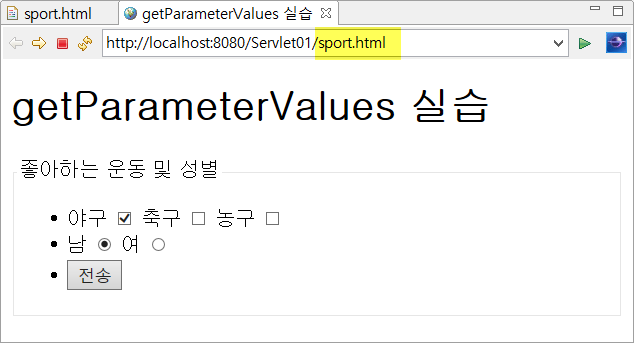 sport.html
getParameterValues 실습
http://localhost:8080/Servlet01/sport.html
getParameterValues 실습
좋아하는 운동 및 성별
야구 축구 농구
남 여
전송